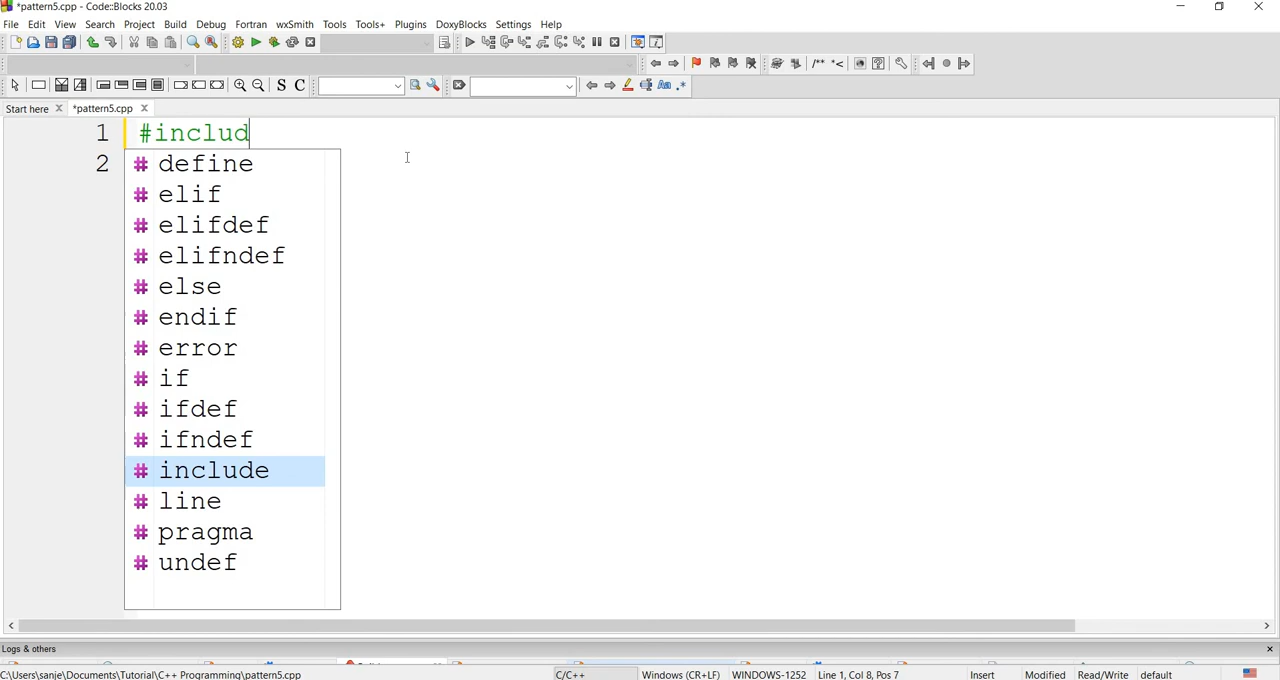 *pattern5.cpp - Code::Blocks 20.03
File Edit View Search Project Build Debug Fortran wxSmith Tools Tools+ Plugins DoxyBlocks Settings Help
/** *<
S C
Aa .*
Start here *pattern5.cpp
1 #includ
2
# define
# elif
# elifdef
# elifndef
# else
# endif
# error
# if
# ifdef
# ifndef
# include
# line
# pragma
# undef
Logs & others
C:\Users\sanje\Documents\Tutorial\C++ Programming\pattern5.cpp C/C++ Windows (CR+LF) WINDOWS-1252 Line 1, Col 8, Pos 7 Insert Modified Read/Write default